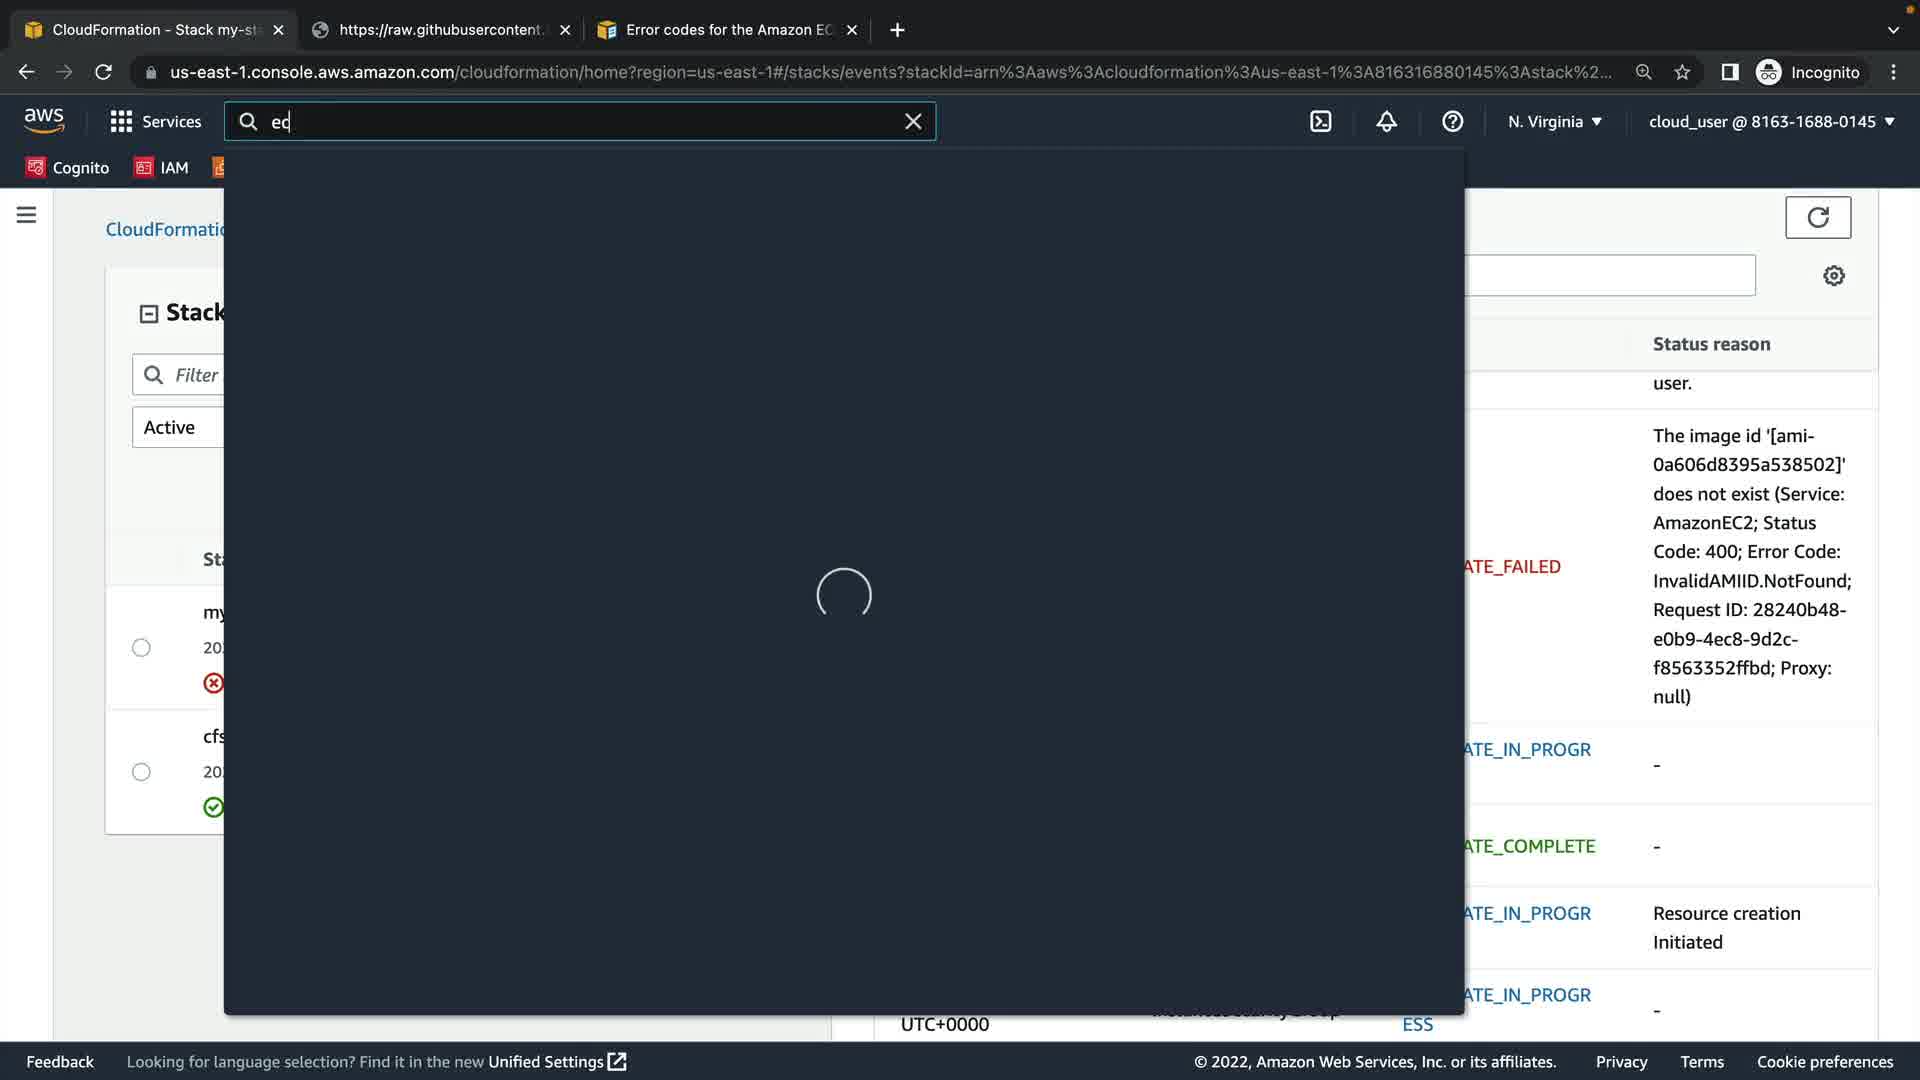 CloudFormation - Stack my-sta
https://raw.githubusercontent.
Error codes for the Amazon EC
us-east-1.console.aws.amazon.com/cloudformation/home?region=us-east-1#/stacks/events?stackId=arn%3Aaws%3Acloudformation%3Aus-east-1%3A816316880145%3Astack%2...
Incognito
aws
Services
ec
N. Virginia
cloud_user @ 8163-1688-0145
Cognito
IAM
CloudFormatio
Stack
Filter
Active
Sta
my
20
cfs
20
Status reason
user.
The image id '[ami-
0a606d8395a538502]'
does not exist (Service:
AmazonEC2; Status
Code: 400; Error Code:
InvalidAMIID.NotFound;
Request ID: 28240b48-
e0b9-4ec8-9d2c-
f8563352ffbd; Proxy:
null)
ATE_FAILED
ATE_IN_PROGR
-
ATE_COMPLETE
-
ATE_IN_PROGR
Resource creation
Initiated
ATE_IN_PROGR
ESS
-
UTC+0000
Feedback
Looking for language selection? Find it in the new Unified Settings
© 2022, Amazon Web Services, Inc. or its affiliates.
Privacy
Terms
Cookie preferences